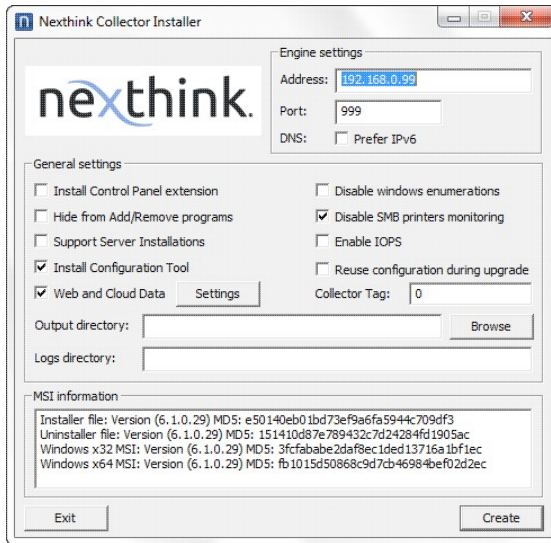 Nexthink Collector Installer
nexthink.
Engine settings
Address: 192.168.0.99
Port: 999
DNS: Prefer IPv6
General settings
Install Control Panel extension
Disable windows enumerations
Hide from Add/Remove programs
Disable SMB printers monitoring
Support Server Installations
Enable IOPS
Install Configuration Tool
Reuse configuration during upgrade
Web and Cloud Data Settings
Collector Tag: 0
Output directory: Browse
Logs directory:
MSI information
Installer file: Version (6.1.0.29) MD5: e50140eb01bd73ef9a6fa5944c709df3
Uninstaller file: Version (6.1.0.29) MD5: 151410d87e789432c7d24284fd1905ac
Windows x32 MSI: Version (6.1.0.29) MD5: 3fcfababe2daf8ec1ded13716a1bf1ec
Windows x64 MSI: Version (6.1.0.29) MD5: fb1015d50868c9d7cb46984bef02d2ec
Exit
Create